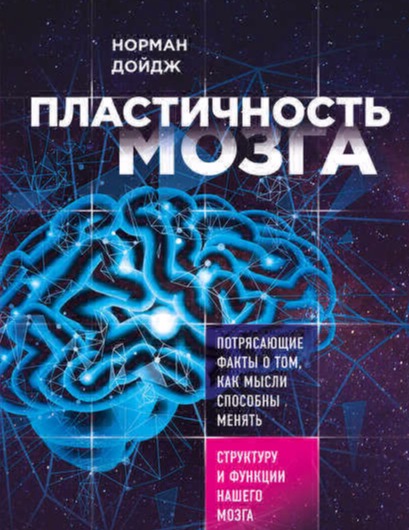 НОРМАН
ДОЙДЖ
ПЛАСТИЧНОСТЬ
МОЗГА
ПОТРЯСАЮЩИЕ
ФАКТЫ О ТОМ,
КАК МЫСЛИ
СПОСОБНЫ
МЕНЯТЬ
СТРУКТУРУ
И ФУНКЦИИ
НАШЕГО
МОЗГА